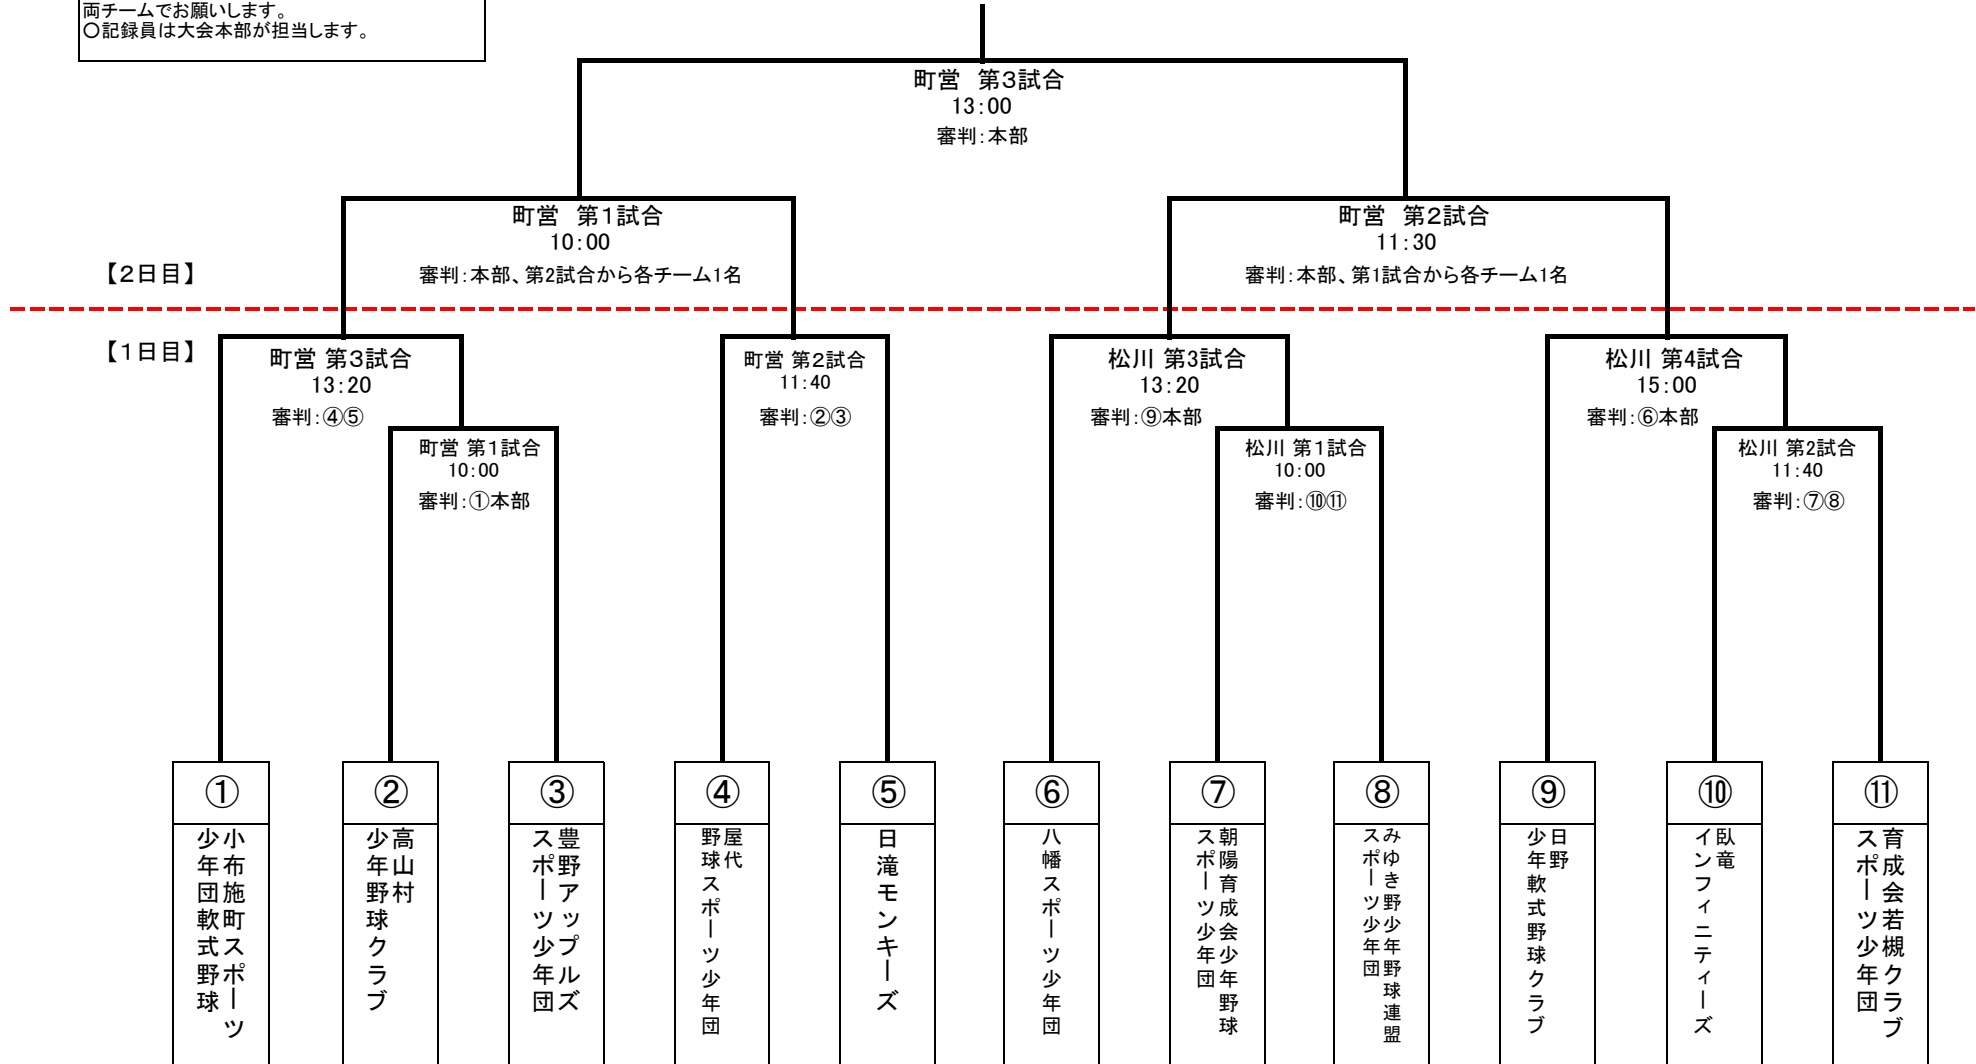 両チームでお願いします。
○記録員は大会本部が担当します。
町営　第3試合
13:00
審判:本部
町営　第1試合
10:00
審判:本部、第2試合から各チーム1名
町営　第2試合
11:30
審判:本部、第1試合から各チーム1名
【2日目】
【1日目】
町営 第3試合
13:20
審判:④⑤
町営 第2試合
11:40
審判:②③
松川 第3試合
13:20
審判:⑨本部
松川 第4試合
15:00
審判:⑥本部
町営 第1試合
10:00
審判:①本部
松川 第1試合
10:00
審判:⑩⑪
松川 第2試合
11:40
審判:⑦⑧
①
小布施町スポーツ
少年団軟式野球
②
高山村
少年野球クラブ
③
豊野アップルズ
スポーツ少年団
④
屋代
野球スポーツ少年団
⑤
日滝モンキーズ
⑥
八幡スポーツ少年団
⑦
朝陽育成会少年野球
スポーツ少年団
⑧
みゆき野少年野球連盟
スポーツ少年団
⑨
日野
少年軟式野球クラブ
⑩
臥竜
インフィニティーズ
⑪
育成会若槻クラブ
スポーツ少年団